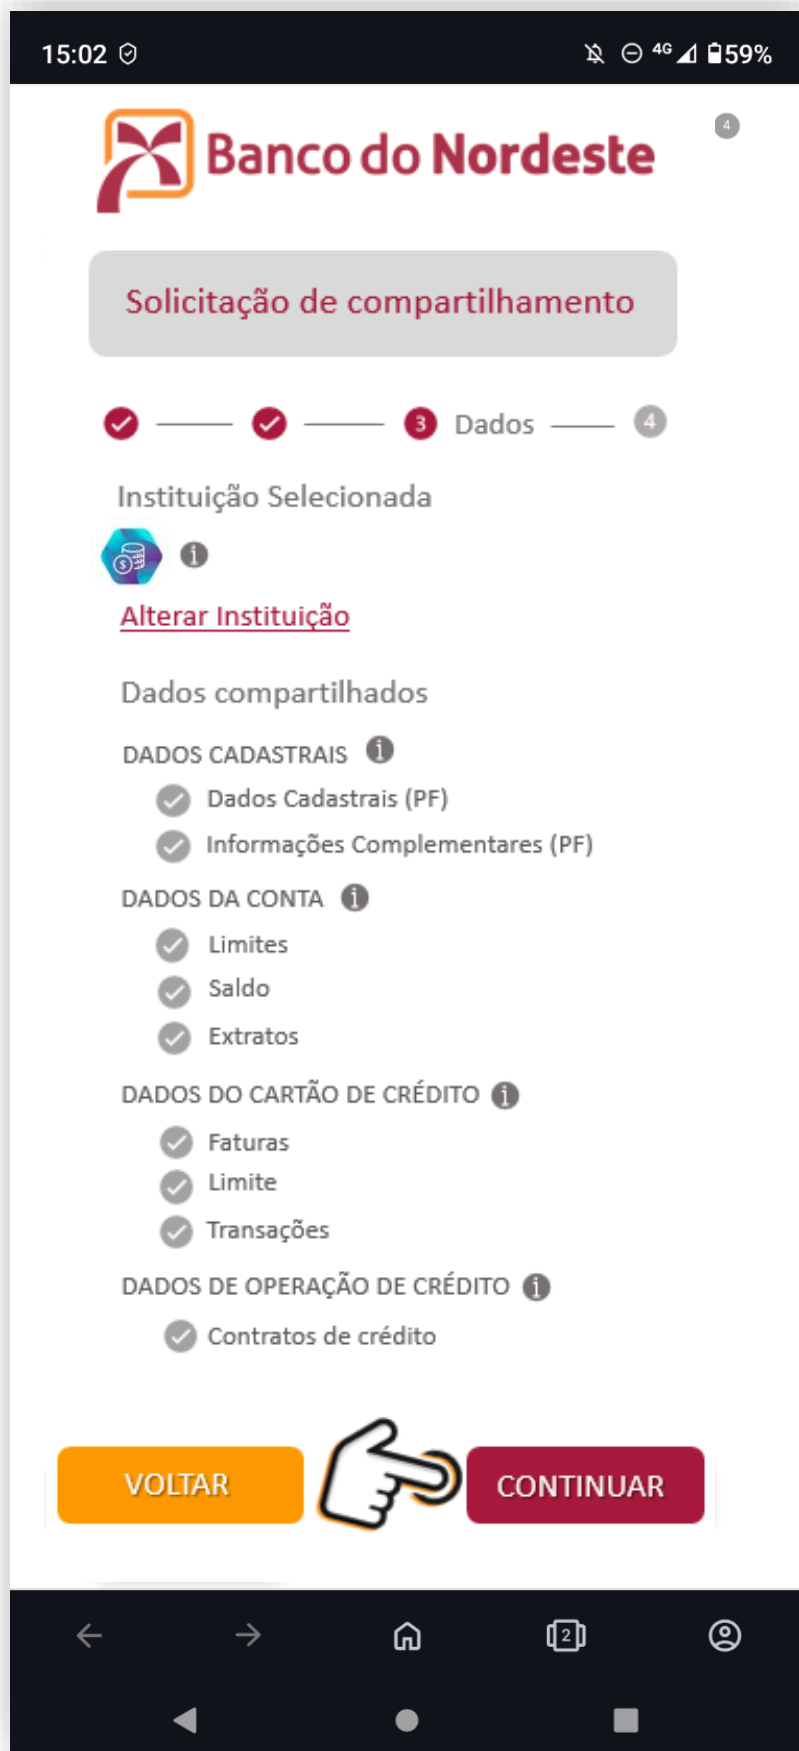 15:02 4G 59%
Banco do Nordeste 4
Solicitação de compartilhamento
3 Dados 4
Instituição Selecionada
$ i
Alterar Instituição
Dados compartilhados
DADOS CADASTRAIS i
Dados Cadastrais (PF)
Informações Complementares (PF)
DADOS DA CONTA i
Limites
Saldo
Extratos
DADOS DO CARTÃO DE CRÉDITO i
Faturas
Limite
Transações
DADOS DE OPERAÇÃO DE CRÉDITO i
Contratos de crédito
VOLTAR CONTINUAR
2